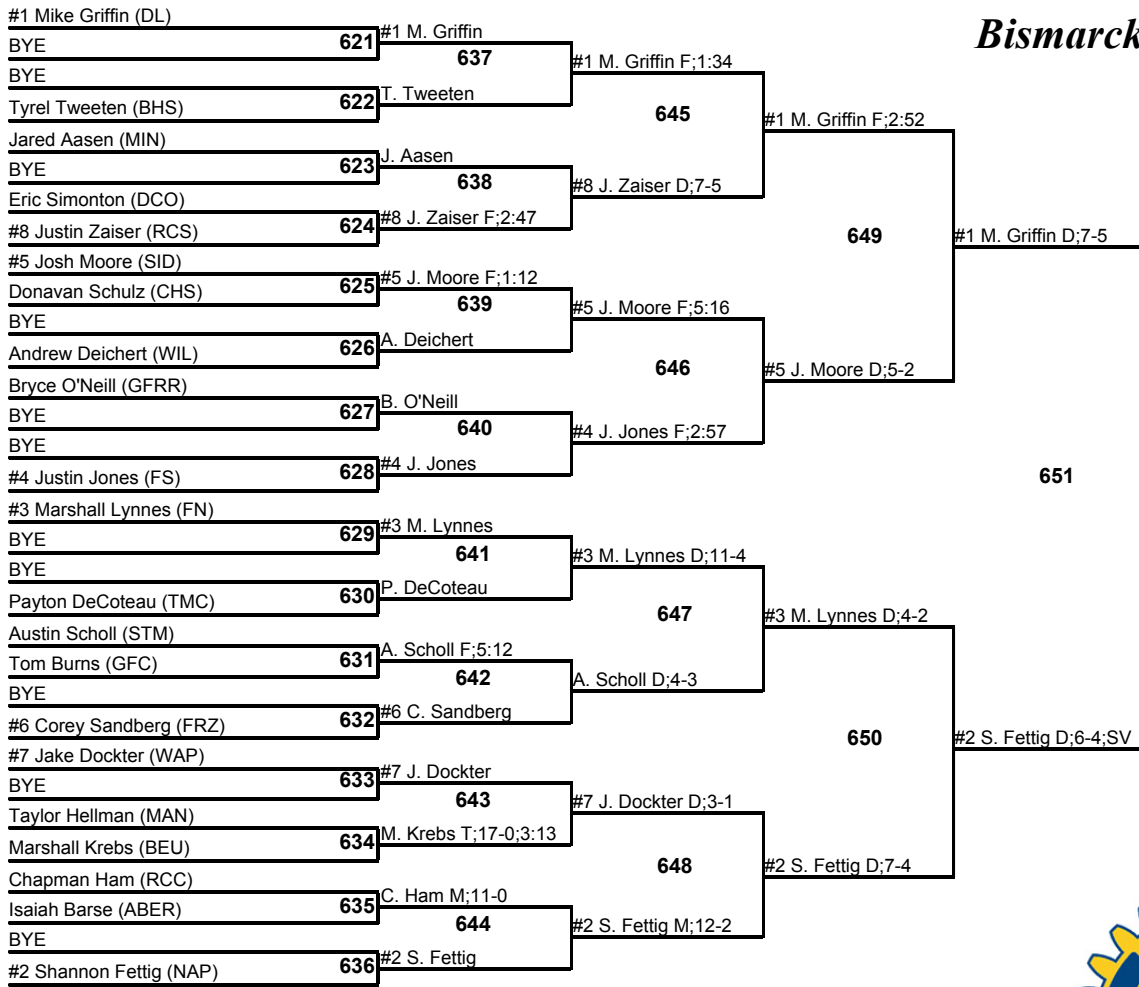 #1 Mike Griffin (DL)
BYE
BYE
Tyrel Tweeten (BHS)
Jared Aasen (MIN)
BYE
Eric Simonton (DCO)
#8 Justin Zaiser (RCS)
#5 Josh Moore (SID)
Donavan Schulz (CHS)
BYE
Andrew Deichert (WIL)
Bryce O'Neill (GFRR)
BYE
BYE
#4 Justin Jones (FS)
#3 Marshall Lynnes (FN)
BYE
BYE
Payton DeCoteau (TMC)
Austin Scholl (STM)
Tom Burns (GFC)
BYE
#6 Corey Sandberg (FRZ)
#7 Jake Dockter (WAP)
BYE
Taylor Hellman (MAN)
Marshall Krebs (BEU)
Chapman Ham (RCC)
Isaiah Barse (ABER)
BYE
#2 Shannon Fettig (NAP)
621
622
623
624
625
626
627
628
629
630
631
632
633
634
635
636
#1 M. Griffin
637
T. Tweeten
J. Aasen
638
#8 J. Zaiser F;2:47
#5 J. Moore F;1:12
639
A. Deichert
B. O'Neill
640
#4 J. Jones
#3 M. Lynnes
641
P. DeCoteau
A. Scholl F;5:12
642
#6 C. Sandberg
#7 J. Dockter
643
M. Krebs T;17-0;3:13
C. Ham M;11-0
644
#2 S. Fettig
#1 M. Griffin F;1:34
645
#8 J. Zaiser D;7-5
#5 J. Moore F;5:16
646
#4 J. Jones F;2:57
#3 M. Lynnes D;11-4
647
A. Scholl D;4-3
#7 J. Dockter D;3-1
648
#2 S. Fettig M;12-2
#1 M. Griffin F;2:52
649
#5 J. Moore D;5-2
#3 M. Lynnes D;4-2
650
#2 S. Fettig D;7-4
Bismarck
#1 M. Griffin D;7-5
651
#2 S. Fettig D;6-4;SV